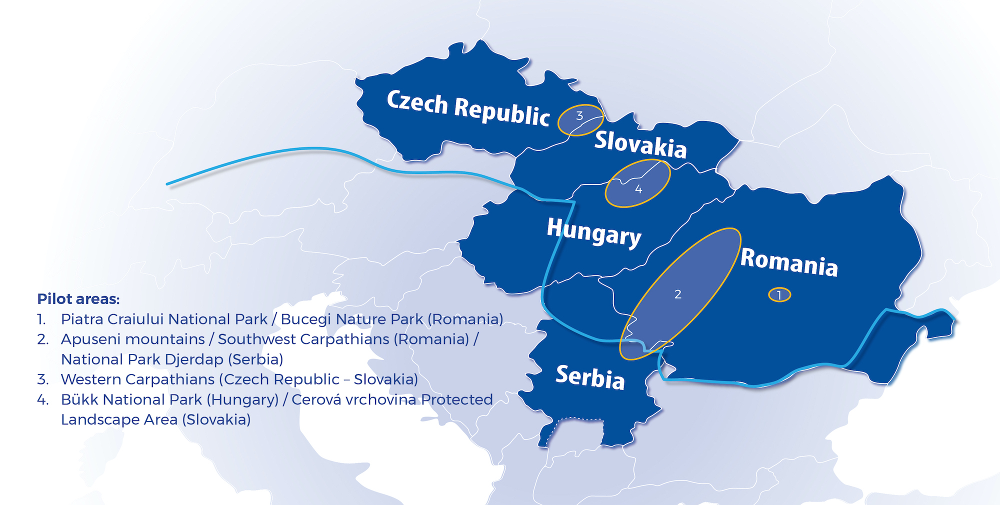 Czech Republic
3
Slovakia
4
Hungary
Romania
2
1
Serbia
Pilot areas:
1. Piatra Craiului National Park / Bucegi Nature Park (Romania)
2. Apuseni mountains / Southwest Carpathians (Romania) /
National Park Djerdap (Serbia)
3. Western Carpathians (Czech Republic – Slovakia)
4. Bükk National Park (Hungary) / Cerová vrchovina Protected
Landscape Area (Slovakia)